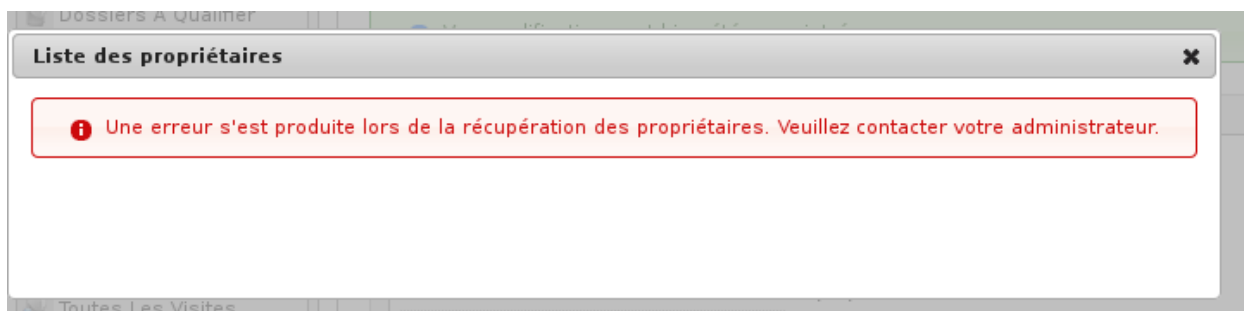 Dossiers A Qualifier
Liste des propriétaires
Une erreur s'est produite lors de la récupération des propriétaires. Veuillez contacter votre administrateur.
Toutes Les Visites